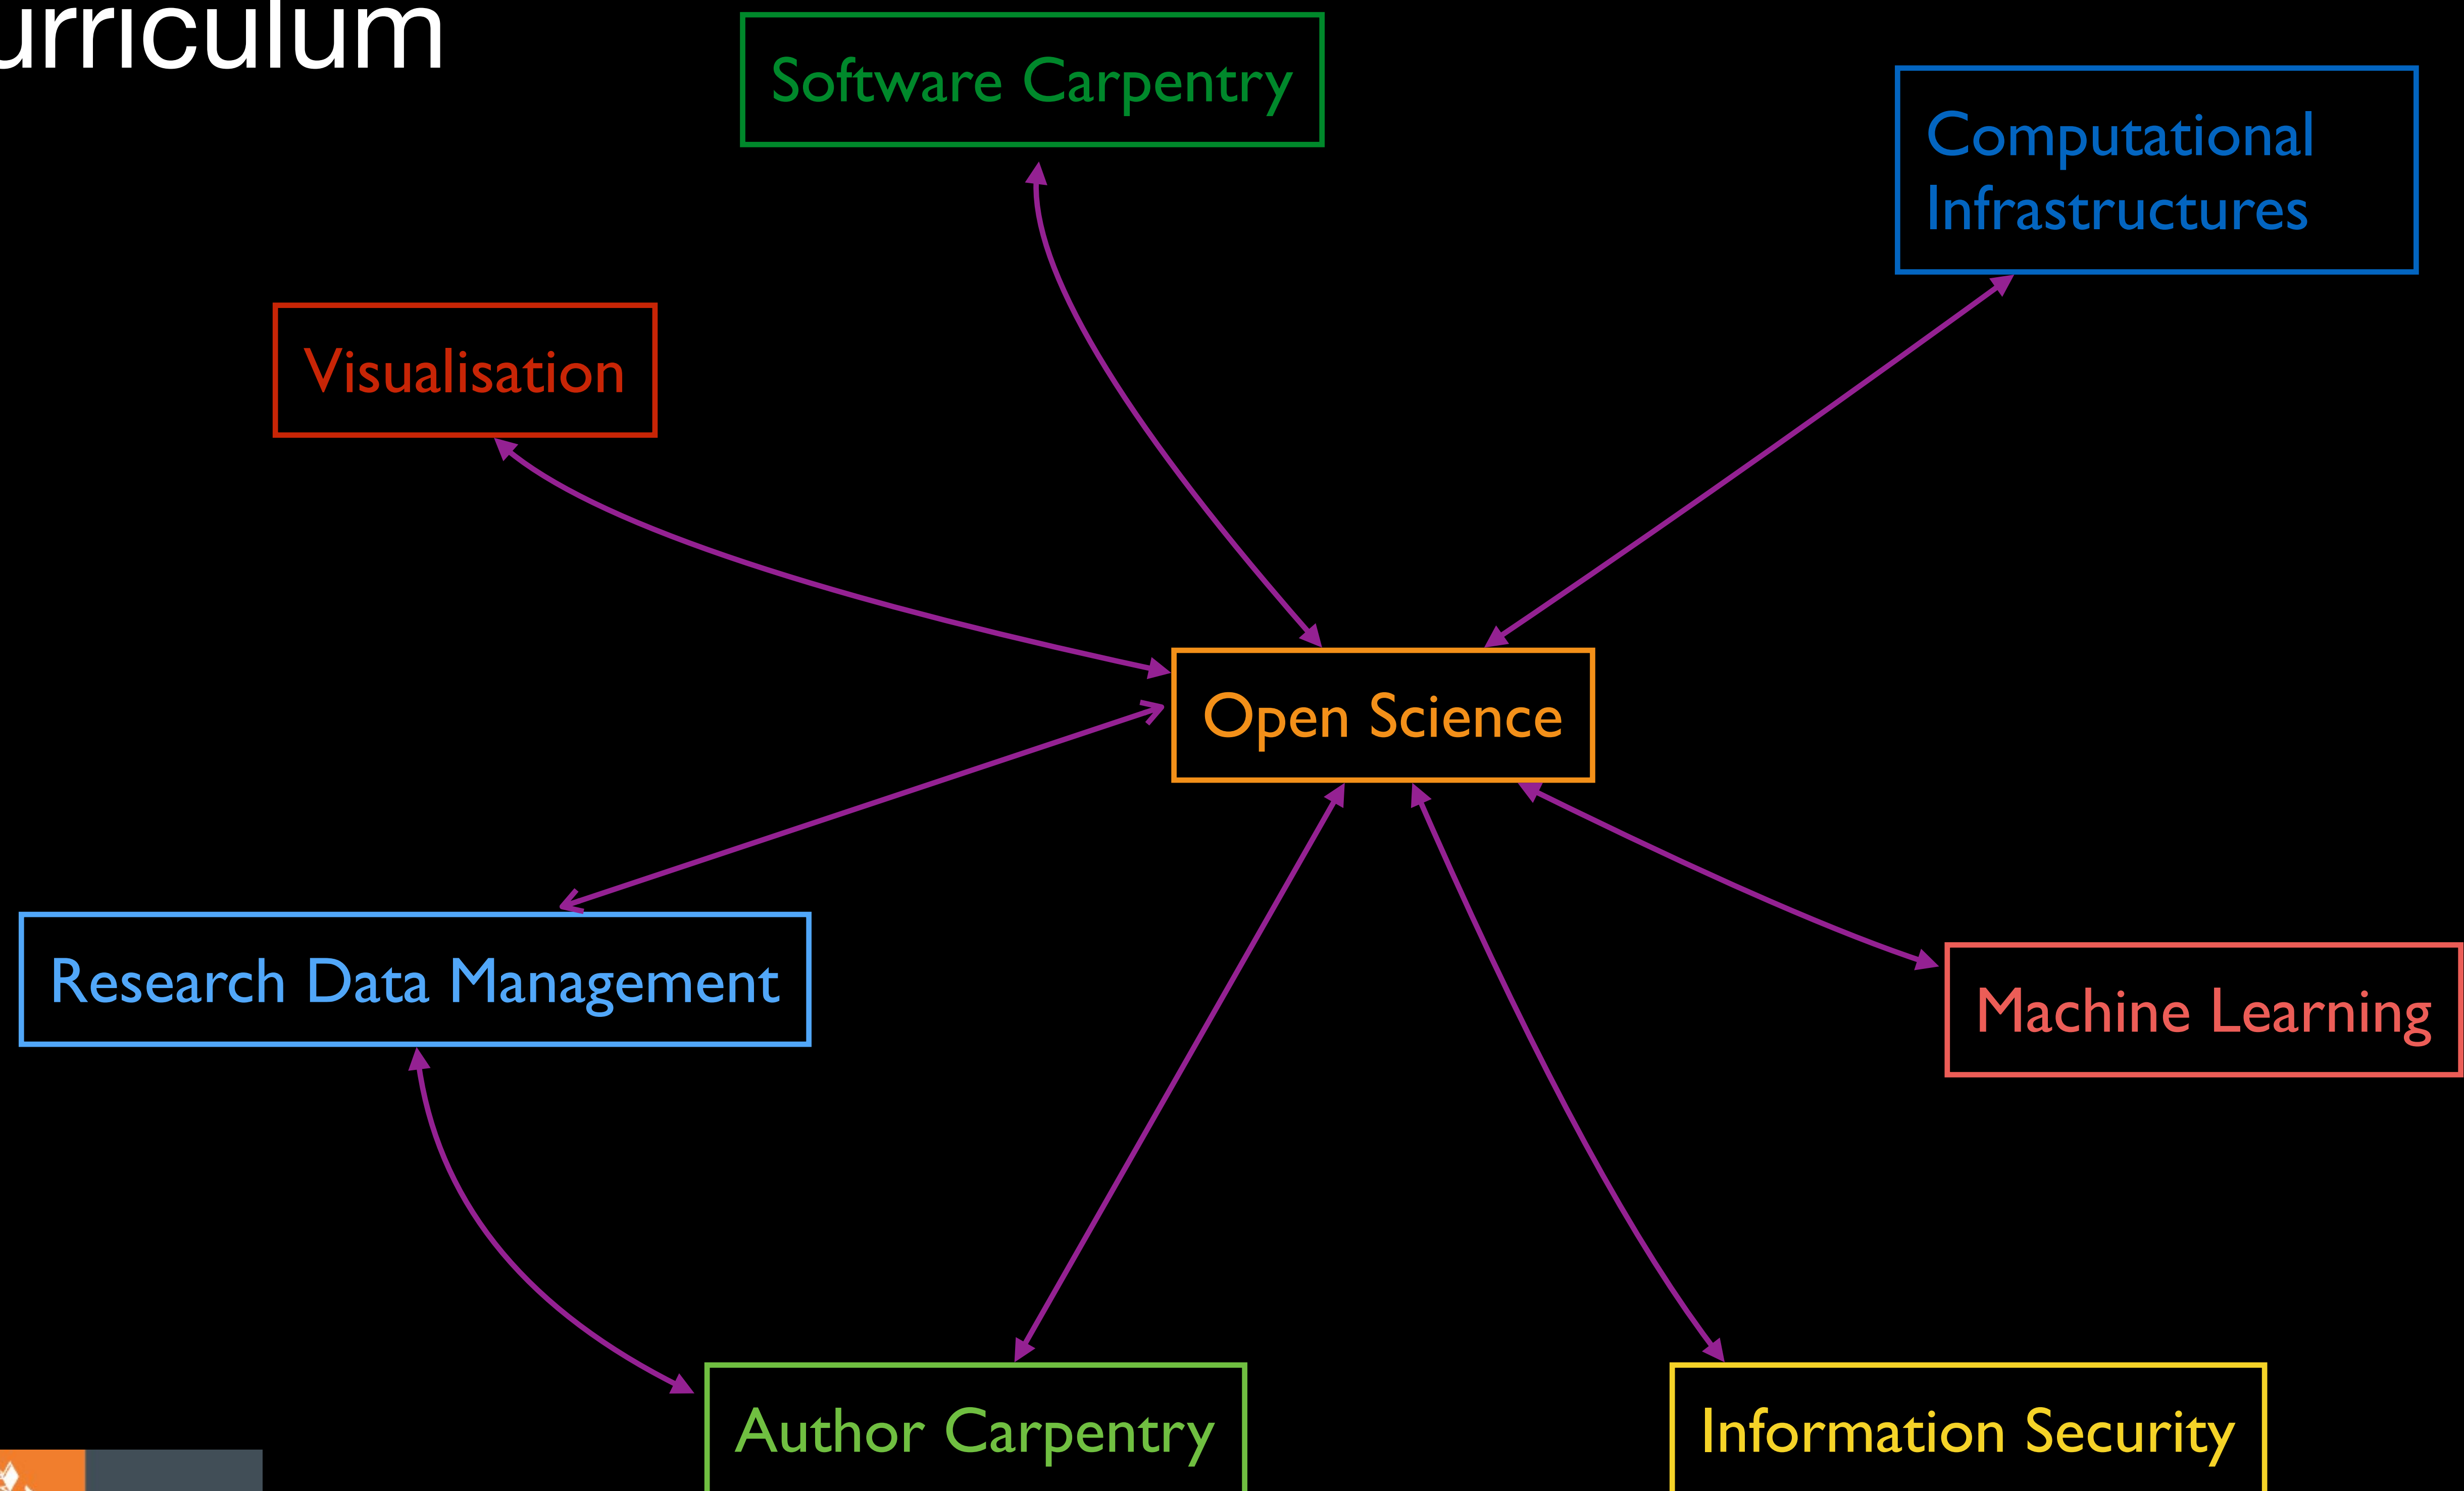 urriculum
Software Carpentry
Computational
Infrastructures
Visualisation
Open Science
Research Data Management
Machine Learning
Author Carpentry
Information Security